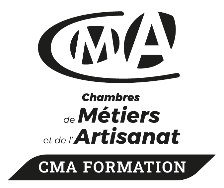 CMA
Chambres
de Métiers
et de l'Artisanat
CMA FORMATION